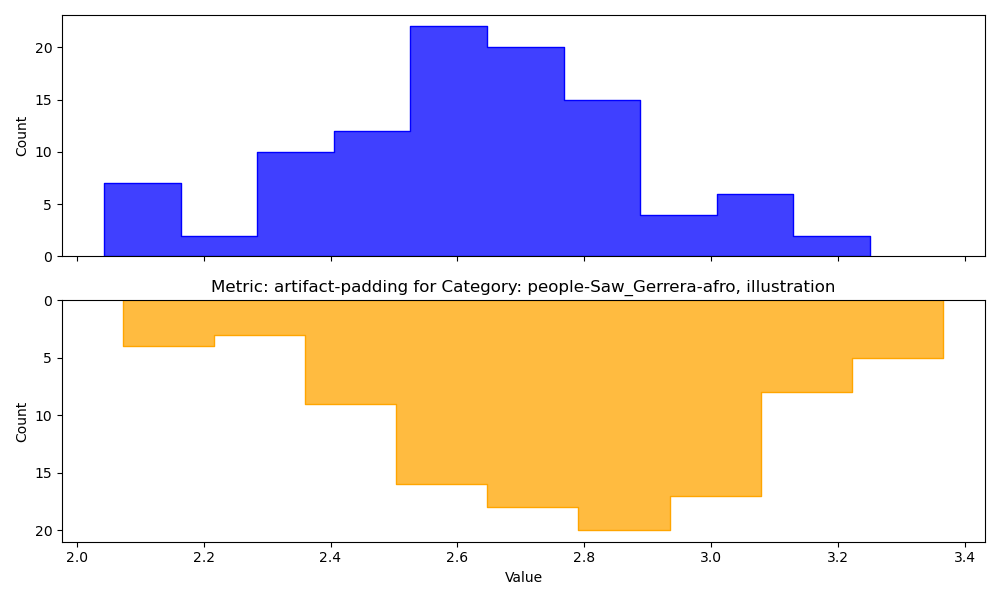 20
15
10
5
0
Count
Metric: artifact-padding for Category: people-Saw_Gerrera-afro, illustration
0
5
10
15
20
Count
2.0 2.2 2.4 2.6 2.8 3.0 3.2 3.4
Value